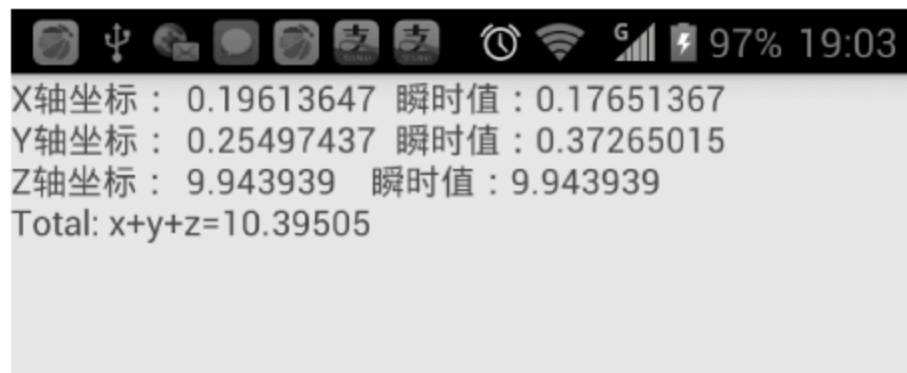 G 97% 19:03
X轴坐标： 0.19613647 瞬时值：0.17651367
Y轴坐标： 0.25497437 瞬时值：0.37265015
Z轴坐标： 9.943939 瞬时值：9.943939
Total: x+y+z=10.39505